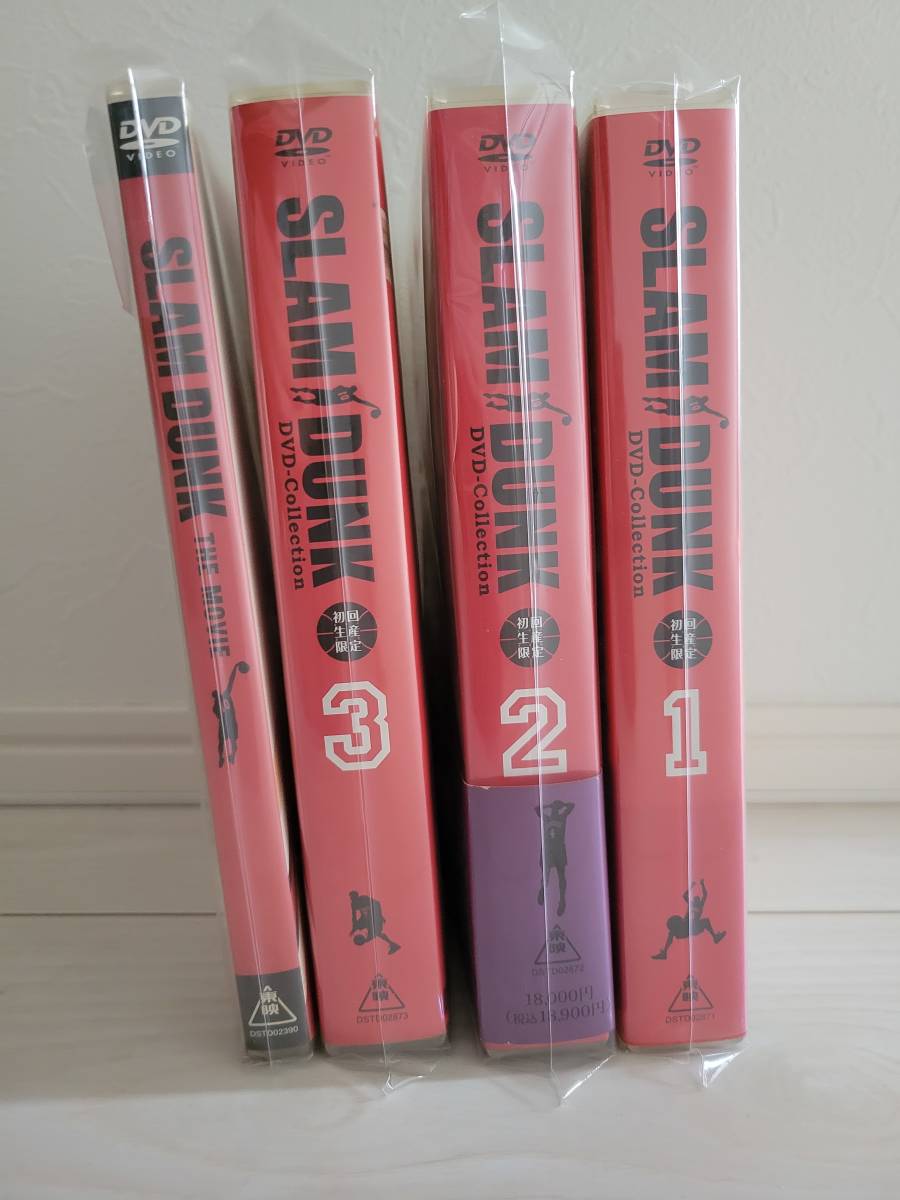 DVD
VIDEO
SLAM DUNK THE MOVIE
東映
DSTD02390
DVD
VIDEO
SLAM DUNK
DVD-Collection
初回
生産
限定
3
東映
DSTD02873
DVD
VIDEO
SLAM DUNK
DVD-Collection
初回
生産
限定
2
東映
DSTD02872
18,000円
(税込18,900円)
DVD
VIDEO
SLAM DUNK
DVD-Collection
初回
生産
限定
1
東映
DSTD02871